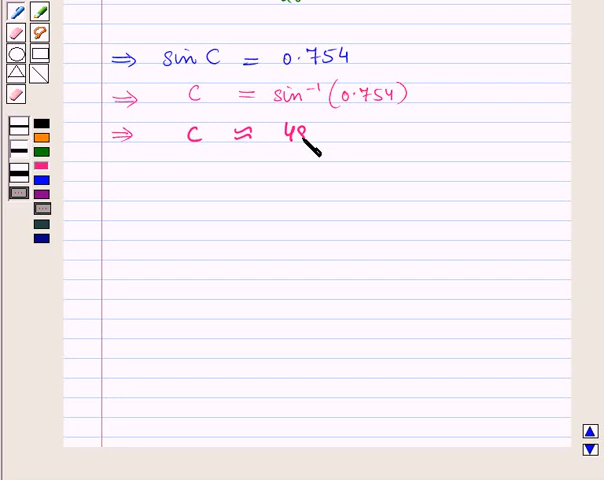 ⇒ sin C = 0.754
⇒ C = sin⁻¹(0.754)
⇒ C ≈ 49